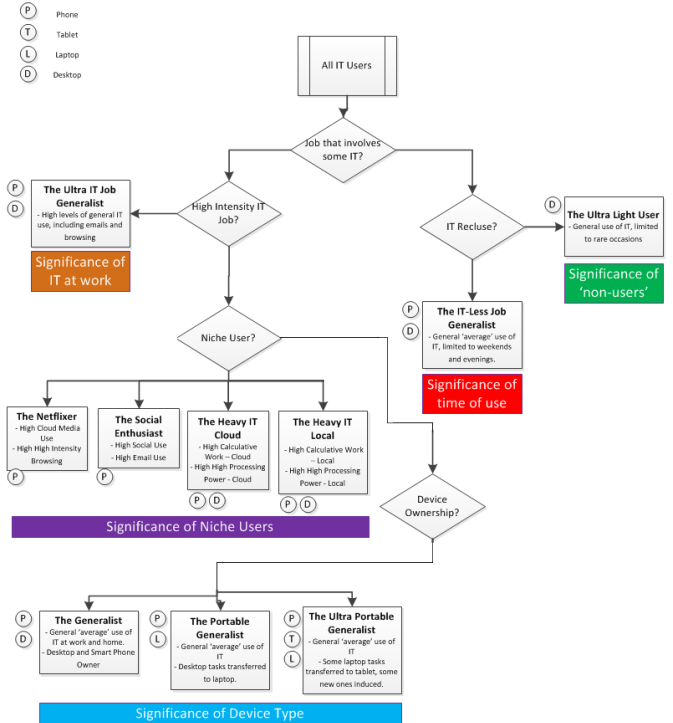 P Phone
T Tablet
L Laptop
D Desktop
All IT Users
Job that involves
some IT?
P
D
The Ultra IT Job
Generalist
- High levels of general IT
use, including emails and
browsing
Significance of
IT at work
High Intensity IT
Job?
IT Recluse?
D
The Ultra Light User
- General use of IT, limited
to rare occasions
Significance of
‘non-users’
P
D
The IT-Less Job
Generalist
- General ‘average’ use of
IT, limited to weekends
and evenings.
Significance of
time of use
Niche User?
The Netflixer
- High Cloud Media
Use
- High High Intensity
Browsing
P
The Social
Enthusiast
- High Social Use
- High Email Use
P
The Heavy IT
Cloud
- High Calculative
Work – Cloud
- High High Processing
Power - Cloud
P D
The Heavy IT
Local
- High Calculative Work
– Local
- High High Processing
Power - Local
P D
Significance of Niche Users
Device
Ownership?
P
D
The Generalist
- General ‘average’ use of
IT at work and home.
- Desktop and Smart Phone
Owner
P
L
The Portable
Generalist
- General ‘average’ use of
IT
- Desktop tasks transferred
to laptop.
P
T
L
The Ultra Portable
Generalist
- General ‘average’ use of
IT
- Some laptop tasks
transferred to tablet, some
new ones induced.
Significance of Device Type